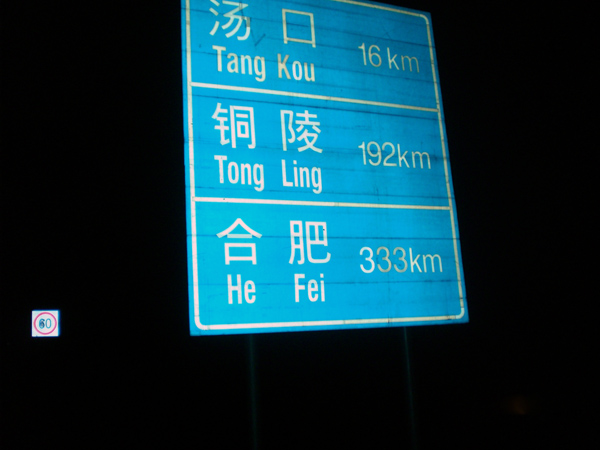 汤口 16km
Tang Kou
铜陵 192km
Tong Ling
合肥 333km
He Fei
60